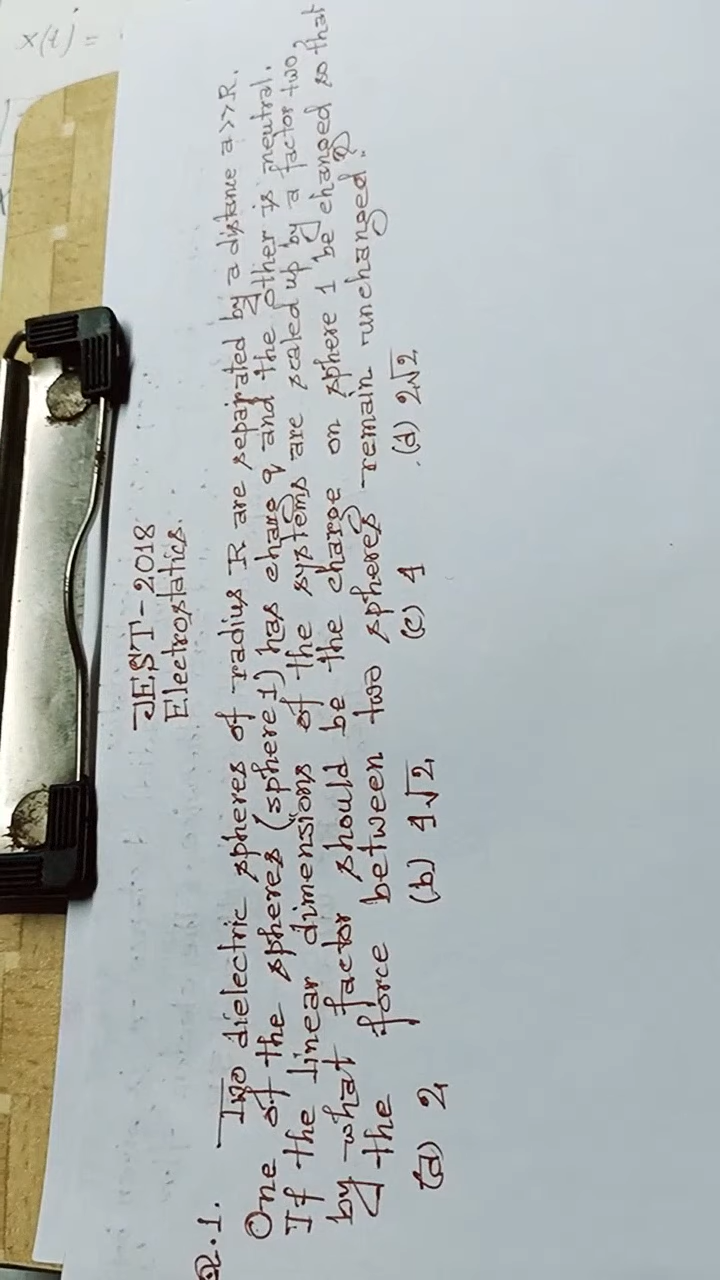 x(t) =
JEST-2018
Electrostatics.
Q.1. Two dielectric spheres of radius R are separated by a distance a>>R.
One of the spheres (sphere 1) has charg q and the other is neutral.
If the linear dimensions of the systems are scaled up by a factor two,
by what factor should be the charge on sphere 1 be changed so that
the force between two spheres remain unchanged?
(a) 2 (b) 4√2 (c) 4 (d) 2√2